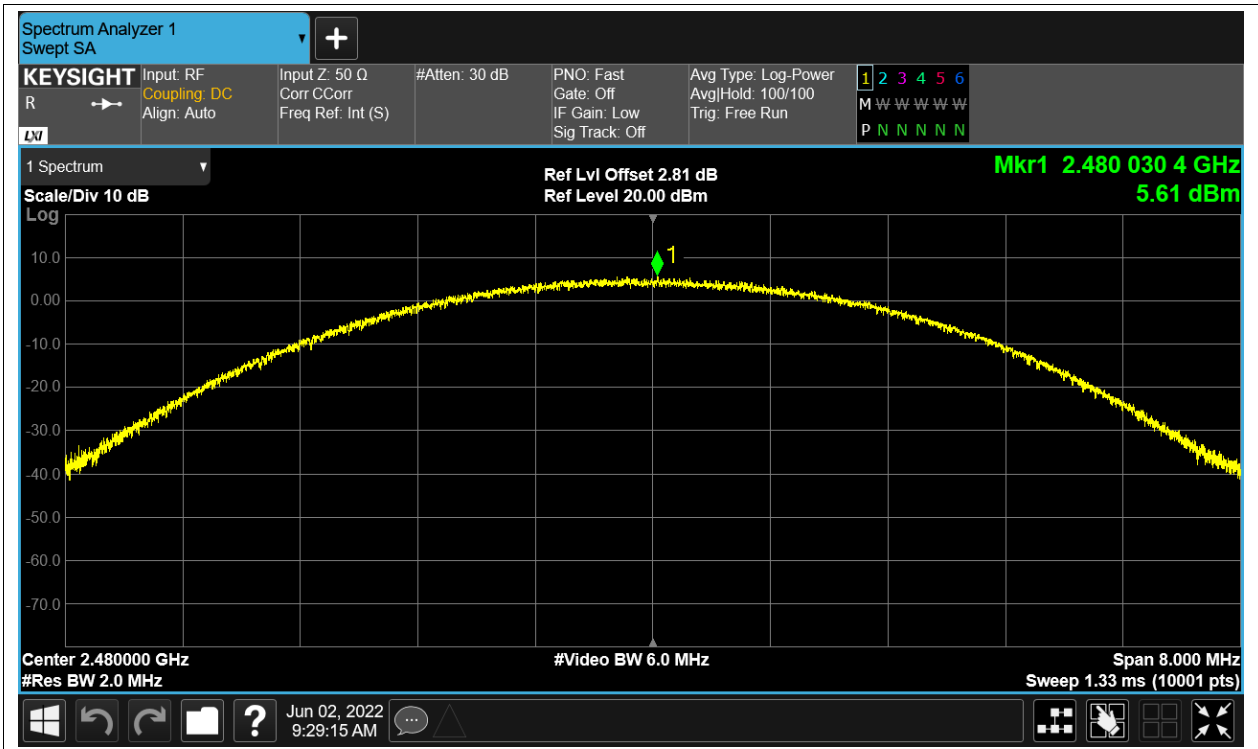 Spectrum Analyzer 1
Swept SA
KEYSIGHT
R
LXI
Input: RF
Coupling: DC
Align: Auto
Input Z: 50 Ω
Corr CCorr
Freq Ref: Int (S)
#Atten: 30 dB
PNO: Fast
Gate: Off
IF Gain: Low
Sig Track: Off
Avg Type: Log-Power
Avg|Hold: 100/100
Trig: Free Run
1 2 3 4 5 6
M W W W W W W
P N N N N N
1 Spectrum
Scale/Div 10 dB
Log
Ref Lvl Offset 2.81 dB
Ref Level 20.00 dBm
Mkr1 2.480 030 4 GHz
5.61 dBm
1
10.0
0.00
-10.0
-20.0
-30.0
-40.0
-50.0
-60.0
-70.0
Center 2.480000 GHz
#Res BW 2.0 MHz
#Video BW 6.0 MHz
Span 8.000 MHz
Sweep 1.33 ms (10001 pts)
?
Jun 02, 2022
9:29:15 AM